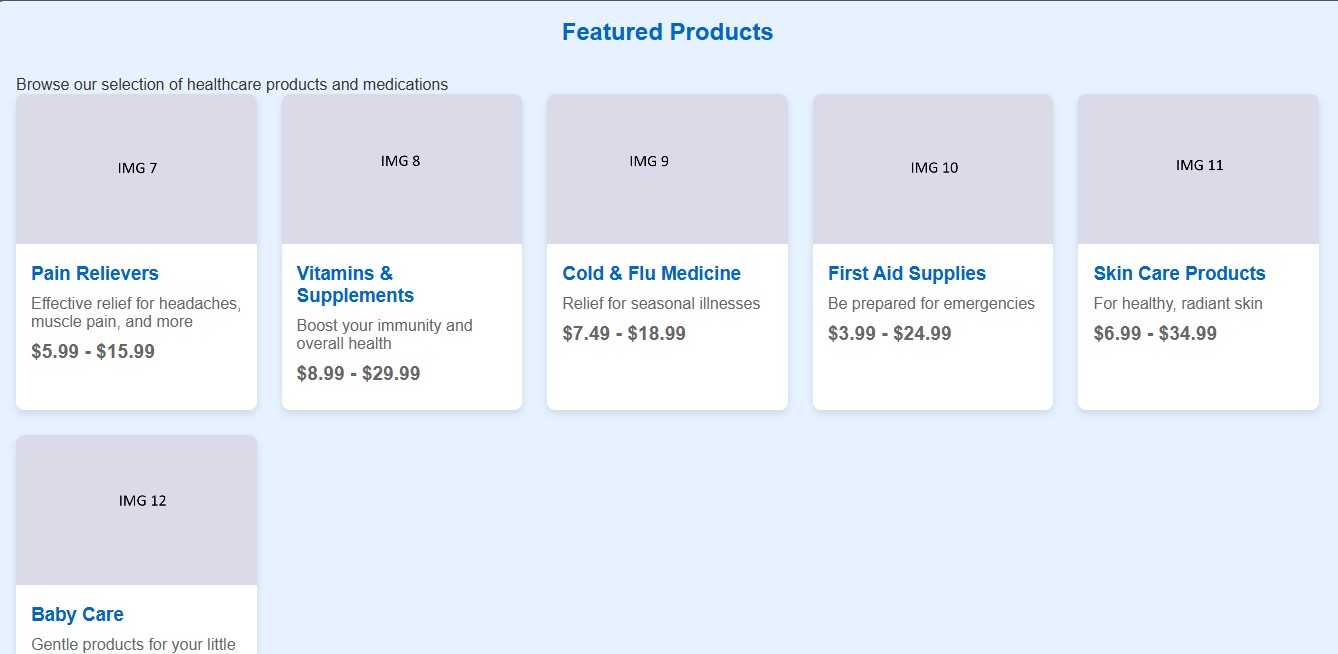 Featured Products
Browse our selection of healthcare products and medications
IMG 7
Pain Relievers
Effective relief for headaches,
muscle pain, and more
$5.99 - $15.99
IMG 8
Vitamins &
Supplements
Boost your immunity and
overall health
$8.99 - $29.99
IMG 9
Cold & Flu Medicine
Relief for seasonal illnesses
$7.49 - $18.99
IMG 10
First Aid Supplies
Be prepared for emergencies
$3.99 - $24.99
IMG 11
Skin Care Products
For healthy, radiant skin
$6.99 - $34.99
IMG 12
Baby Care
Gentle products for your little